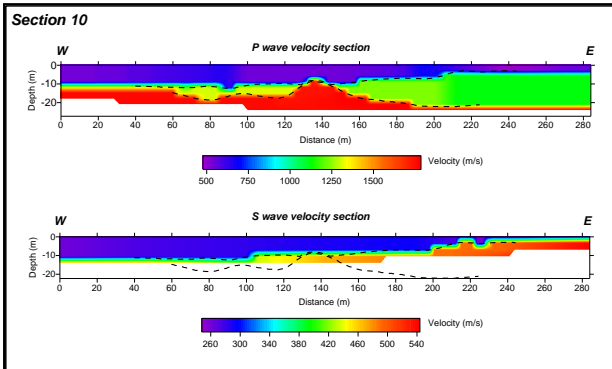 Section 10
W P wave velocity section E
0
-10
-20
Depth (m)
0 20 40 60 80 100 120 140 160 180 200 220 240 260 280
Distance (m)
500 750 1000 1250 1500 Velocity (m/s)
W S wave velocity section E
0
-10
-20
Depth (m)
0 20 40 60 80 100 120 140 160 180 200 220 240 260 280
Distance (m)
260 300 340 380 420 460 500 540 Velocity (m/s)